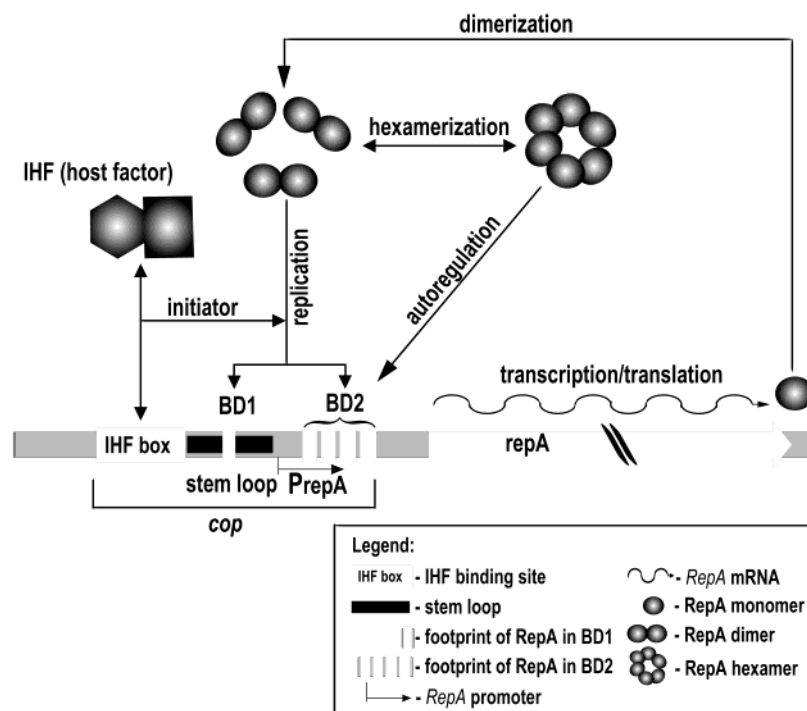 dimerization
hexamerization
IHF (host factor)
replication
autoregulation
initiator
transcription/translation
BD1
BD2
IHF box
repA
stem loop
PrepA
cop
Legend:
IHF box - IHF binding site
- stem loop
- footprint of RepA in BD1
- footprint of RepA in BD2
- RepA promoter
- RepA mRNA
- RepA monomer
- RepA dimer
- RepA hexamer